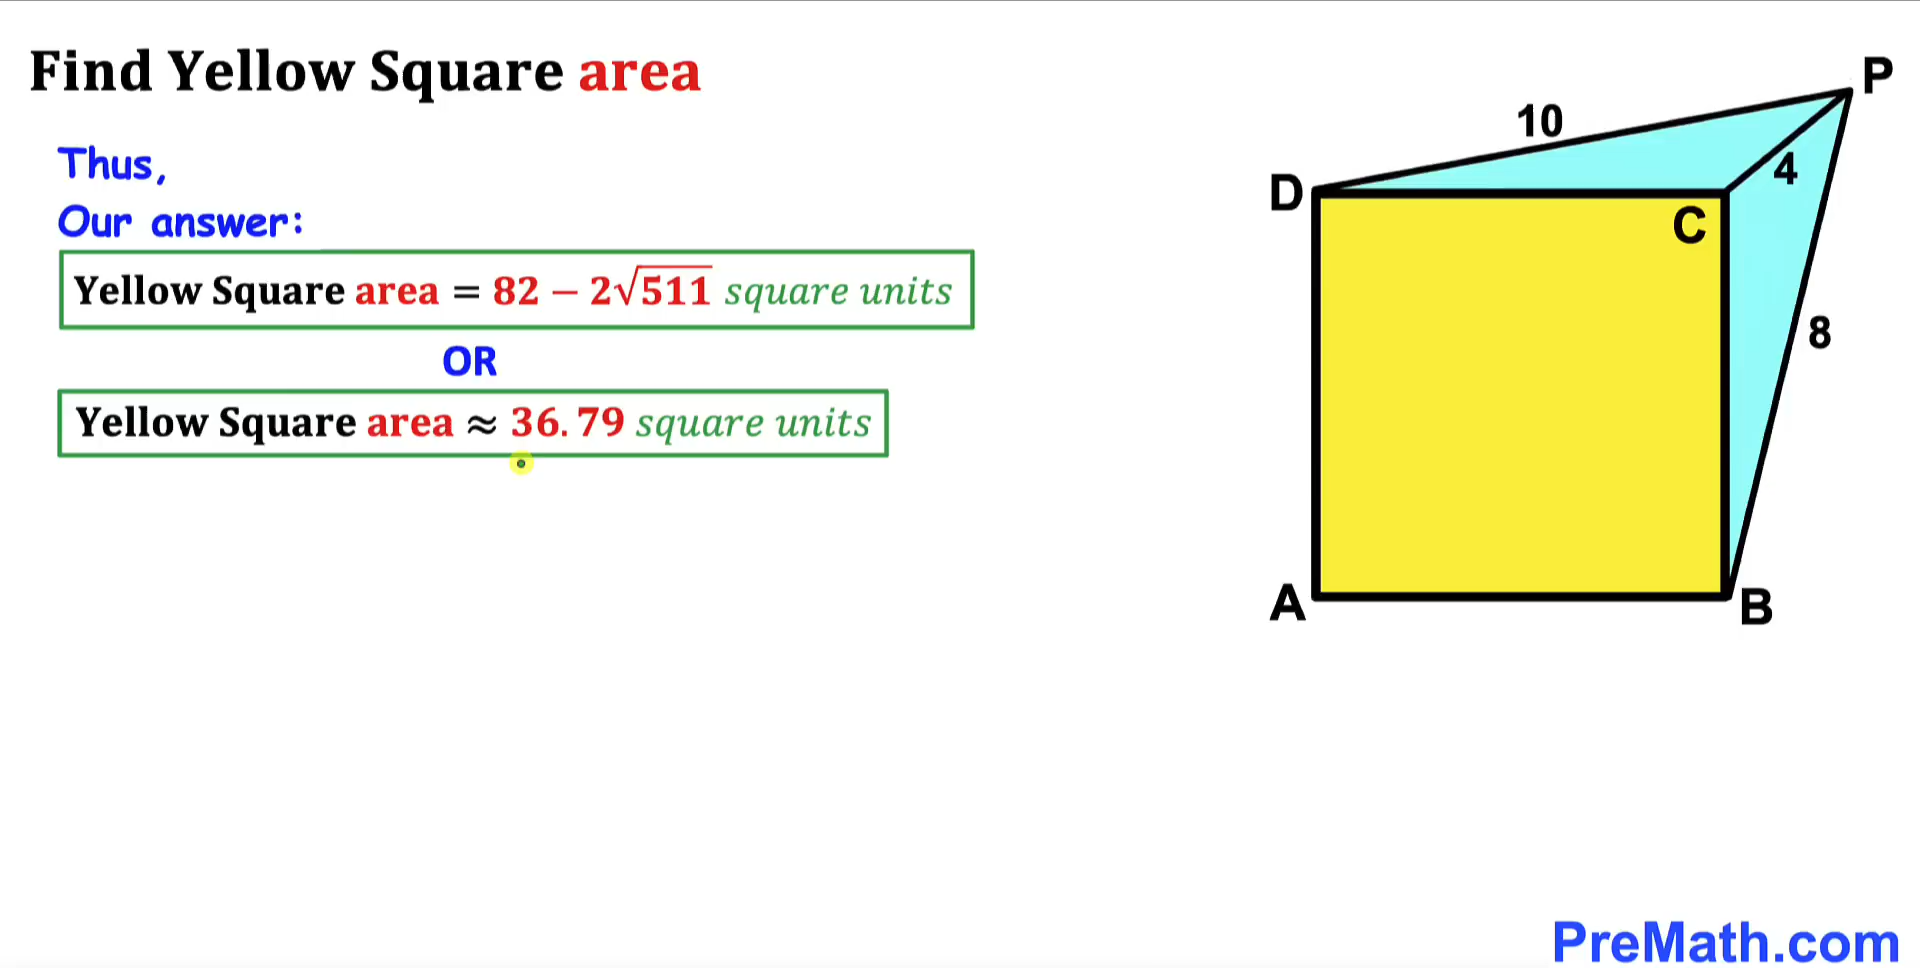 Find Yellow Square area
Thus,
Our answer:
Yellow Square area = 82 − 2√511 square units
OR
Yellow Square area ≈ 36.79 square units
P
10
4
D
C
8
A
B
PreMath.com